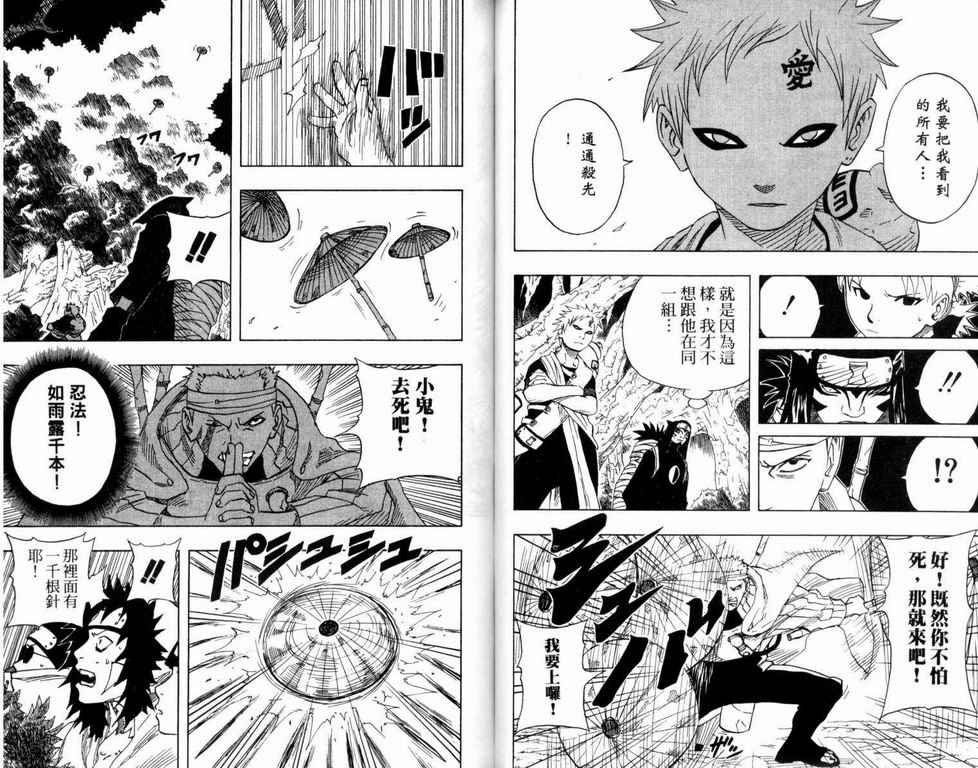 愛
我要把我看到
的所有人…
通通殺光
！
！
!!
!?
就是因為這
樣，我才不
想跟他在同
一組…
好！既然你不怕
死，那就來吧！
我要上囉！
ザッ
バッ
フワ
フワ
!!
小鬼！
去死吧！
忍法！
如雨露千本！
パシュシュ
!!
那裡面有
一千根針
耶！